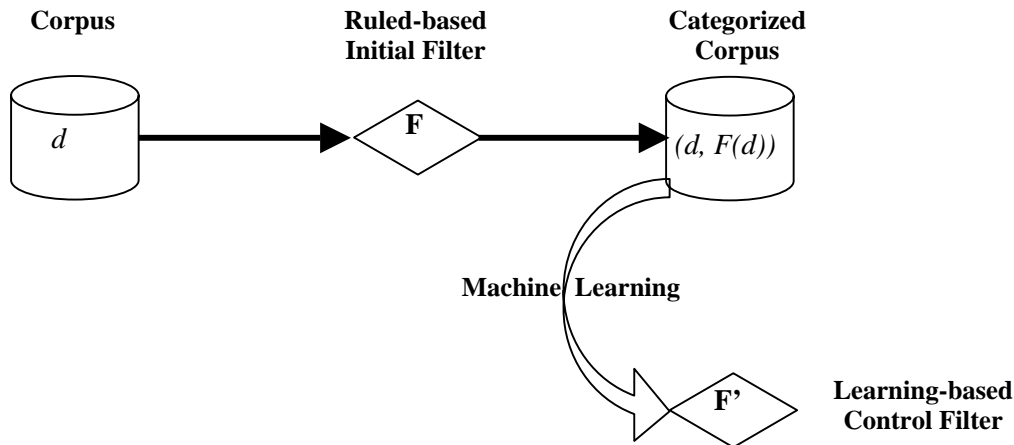 Corpus
Ruled-based
Initial Filter
Categorized
Corpus
d
F
(d, F(d))
Machine Learning
F’
Learning-based
Control Filter